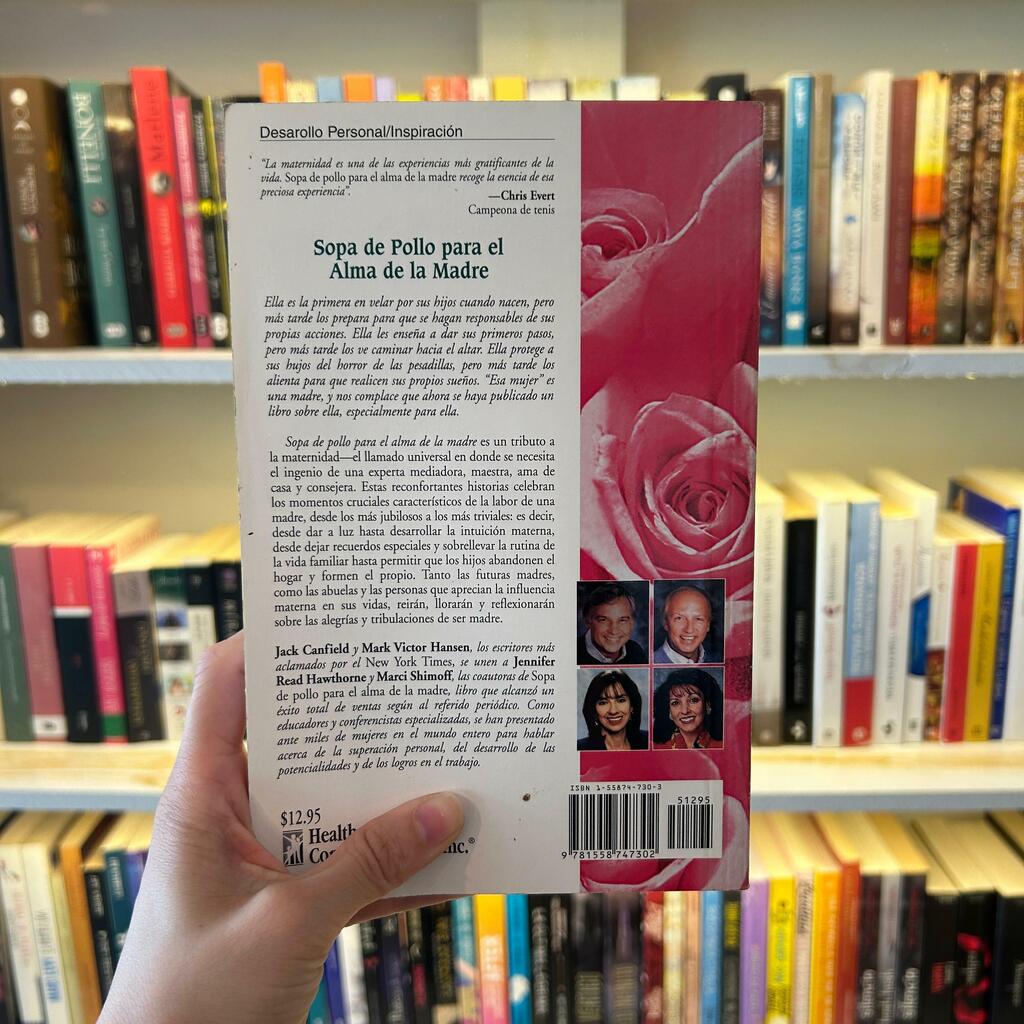 Desarollo Personal/Inspiración
“La maternidad es una de las experiencias más gratificantes de la
vida. Sopa de pollo para el alma de la madre recoge la esencia de esa
preciosa experiencia”.
—Chris Evert
Campeona de tenis
Sopa de Pollo para el
Alma de la Madre
Ella es la primera en velar por sus hijos cuando nacen, pero
más tarde los prepara para que se hagan responsables de sus
propias acciones. Ella les enseña a dar sus primeros pasos,
pero más tarde los ve caminar hacia el altar. Ella protege a
sus hujos del horror de las pesadillas, pero más tarde los
alienta para que realicen sus propios sueños. “Esa mujer” es
una madre, y nos complace que ahora se haya publicado un
libro sobre ella, especialmente para ella.
Sopa de pollo para el alma de la madre es un tributo a
la maternidad—el llamado universal en donde se necesita
el ingenio de una experta mediadora, maestra, ama de
casa y consejera. Estas reconfortantes historias celebran
los momentos cruciales característicos de la labor de una
madre, desde los más jubilosos a los más triviales: es decir,
desde dar a luz hasta desarrollar la intuición materna,
desde dejar recuerdos especiales y sobrellevar la rutina de
la vida familiar hasta permitir que los hijos abandonen el
hogar y formen el propio. Tanto las futuras madres,
como las abuelas y las personas que aprecian la influencia
materna en sus vidas, reirán, llorarán y reflexionarán
sobre las alegrías y tribulaciones de ser madre.
Jack Canfield y Mark Victor Hansen, los escritores más
aclamados por el New York Times, se unen a Jennifer
Read Hawthorne y Marci Shimoff, las coautoras de Sopa
de pollo para el alma de la madre, libro que alcanzó un
éxito total de ventas según al referido periódico. Como
educadores y conferencistas especializadas, se han presentado
ante miles de mujeres en el mundo entero para hablar
acerca de la superación personal, del desarrollo de las
potencialidades y de los logros en el trabajo.
$12.95
Health
nc.®
ISBN 1-55874-730-3
51295
9 781558 747302